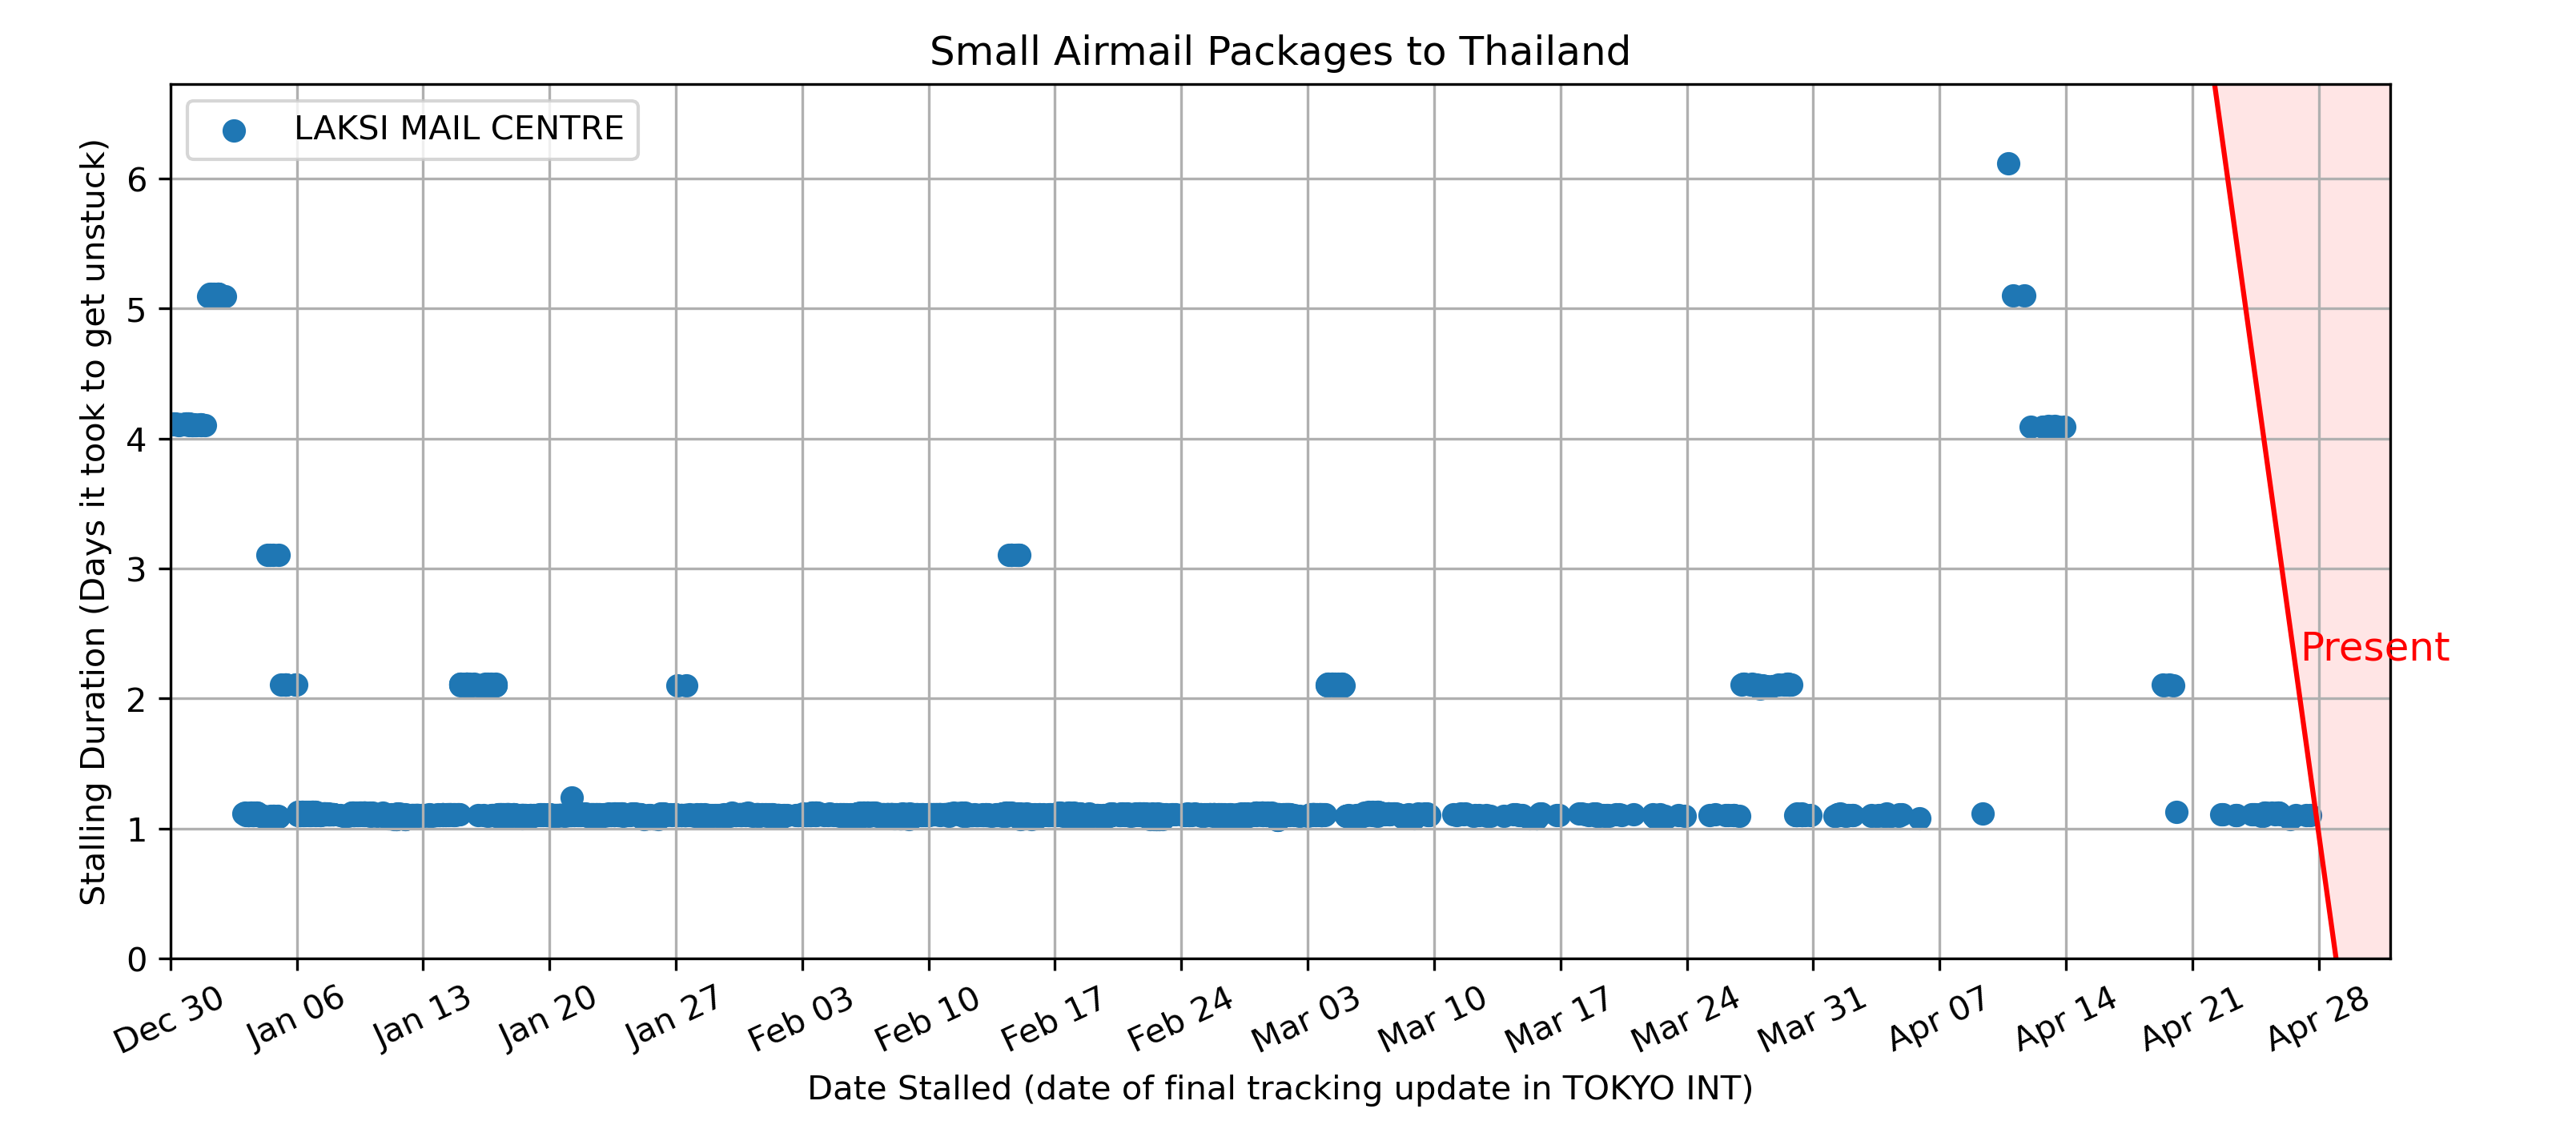 Small Airmail Packages to Thailand
LAKSI MAIL CENTRE
Stalling Duration (Days it took to get unstuck)
6
5
4
3
2
1
0
Present
Dec 30
Jan 06
Jan 13
Jan 20
Jan 27
Feb 03
Feb 10
Feb 17
Feb 24
Mar 03
Mar 10
Mar 17
Mar 24
Mar 31
Apr 07
Apr 14
Apr 21
Apr 28
Date Stalled (date of final tracking update in TOKYO INT)